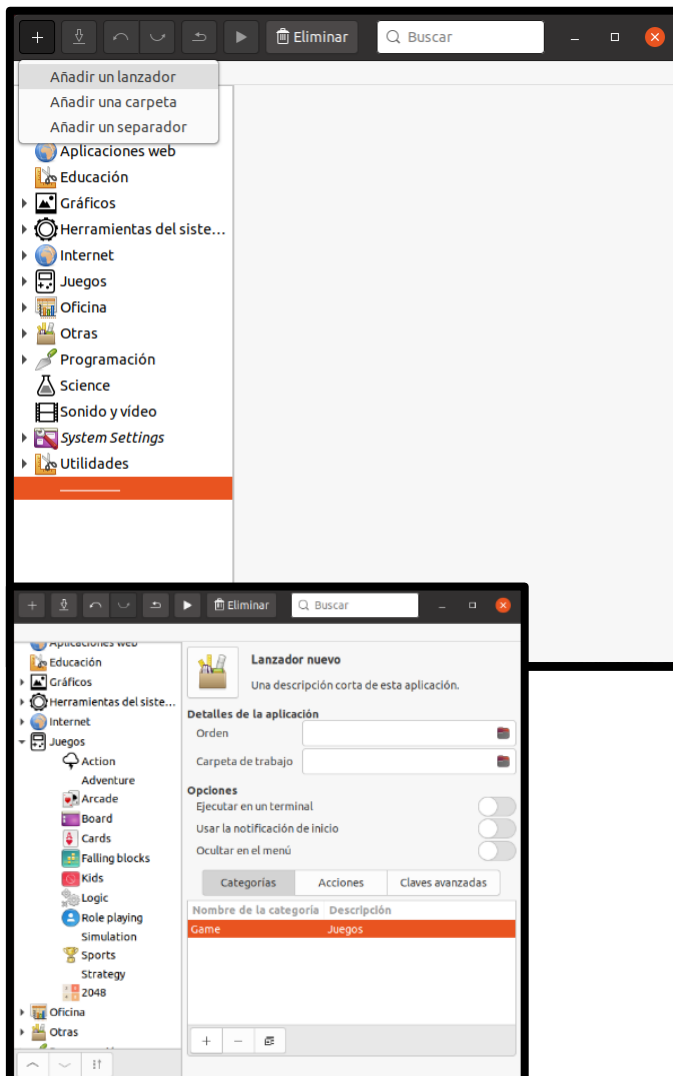 Eliminar
Buscar
Añadir un lanzador
Añadir una carpeta
Añadir un separador
Aplicaciones web
Educación
Gráficos
Herramientas del siste...
Internet
Juegos
Oficina
Otras
Programación
Science
Sonido y vídeo
System Settings
Utilidades
Eliminar
Buscar
Aplicaciones web
Educación
Gráficos
Herramientas del siste...
Internet
Juegos
Action
Adventure
Arcade
Board
Cards
Falling blocks
Kids
Logic
Role playing
Simulation
Sports
Strategy
2048
Oficina
Otras
Lanzador nuevo
Una descripción corta de esta aplicación.
Detalles de la aplicación
Orden
Carpeta de trabajo
Opciones
Ejecutar en un terminal
Usar la notificación de inicio
Ocultar en el menú
Categorías Acciones Claves avanzadas
Nombre de la categoría Descripción
Game Juegos